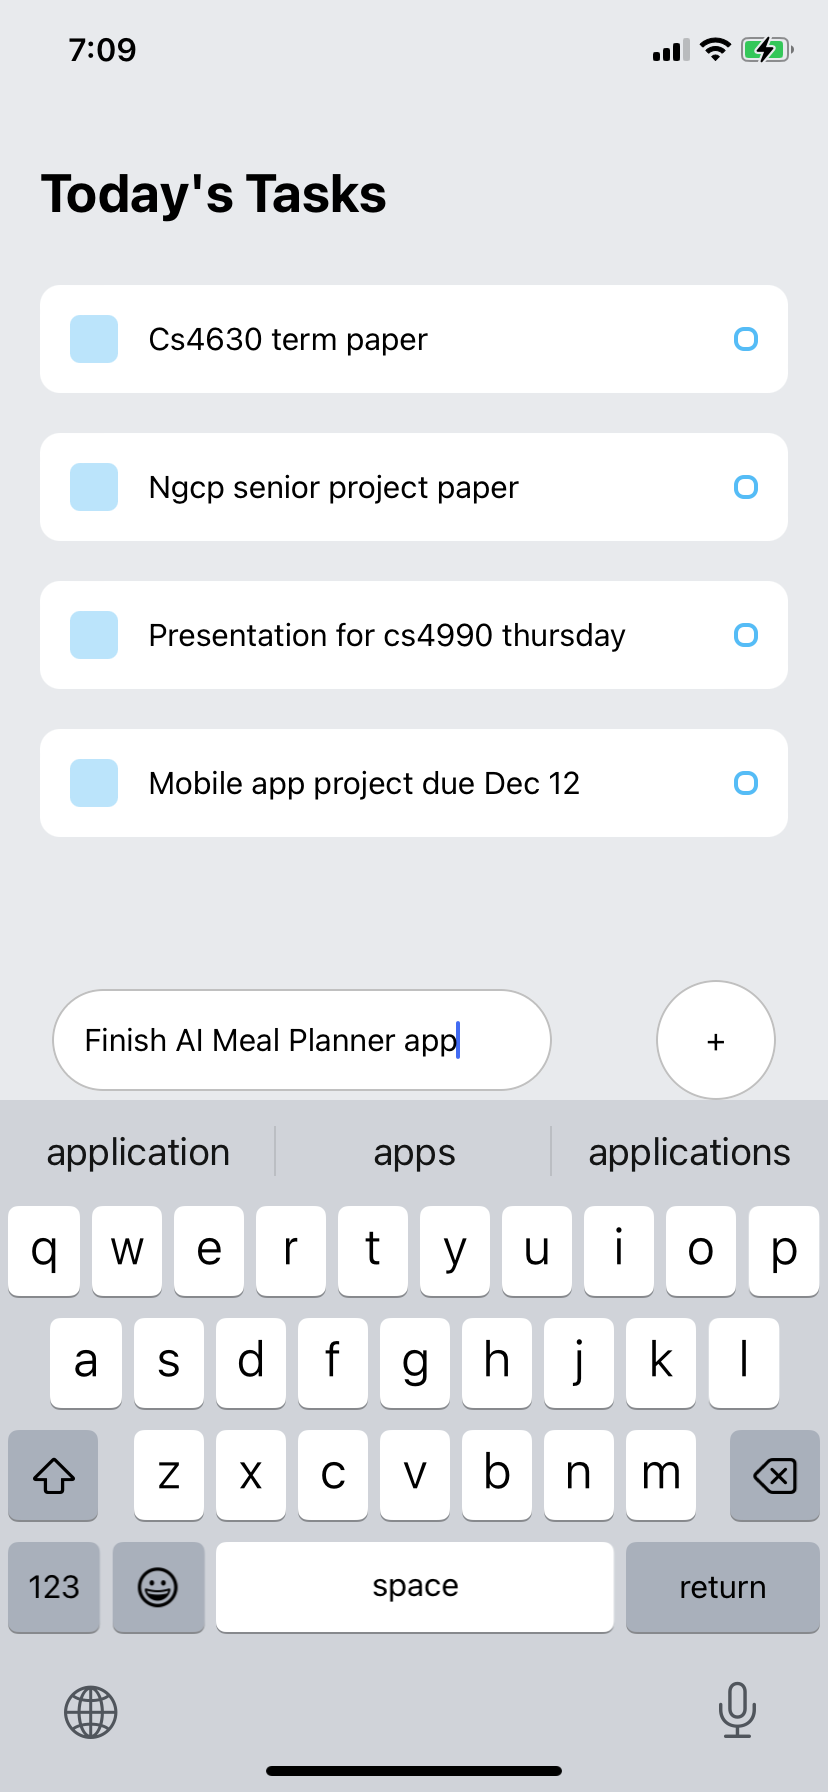 7:09
Today's Tasks
Cs4630 term paper
Ngcp senior project paper
Presentation for cs4990 thursday
Mobile app project due Dec 12
Finish AI Meal Planner app +
application apps applications
q w e r t y u i o p
a s d f g h j k l
z x c v b n m
123 space return